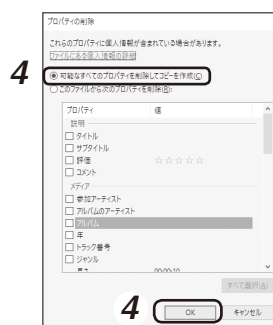 プロパティの削除
これらのプロパティに個人情報が含まれている場合があります。
ファイルにある個人情報の詳細
4
可能なすべてのプロパティを削除してコピーを作成(C)
このファイルから次のプロパティを削除(R):
プロパティ 値
説明
タイトル
サブタイトル
評価 ☆☆☆☆☆
コメント
メディア
参加アーティスト
アルバムのアーティスト
アルバム
年
トラック番号
ジャンル
長さ 00:00:10
すべて選択(A)
4
OK キャンセル